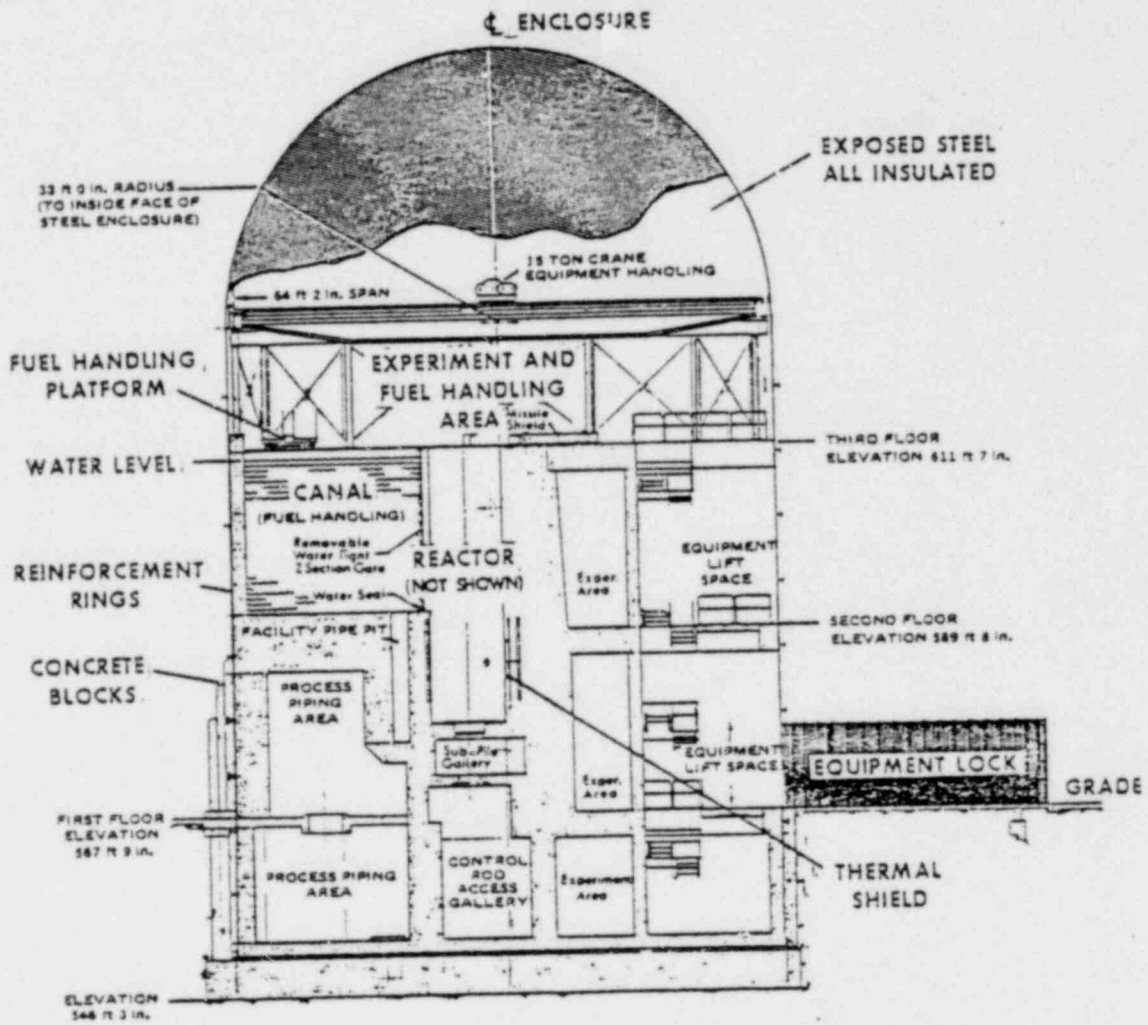 ℄ ENCLOSURE
EXPOSED STEEL
ALL INSULATED
33 ft 0 in. RADIUS
(TO INSIDE FACE OF
STEEL ENCLOSURE)
15 TON CRANE
EQUIPMENT HANDLING
64 ft 2 in. SPAN
FUEL HANDLING
PLATFORM
EXPERIMENT AND
FUEL HANDLING
AREA
Missile
Shield
THIRD FLOOR
ELEVATION 611 ft 7 in.
WATER LEVEL
CANAL
(FUEL HANDLING)
Removable
Water Tight
2 Section Gate
REACTOR
(NOT SHOWN)
Water Seal
EQUIPMENT
LIFT
SPACE
Exper.
Area
REINFORCEMENT
RINGS
FACILITY PIPE PIT
SECOND FLOOR
ELEVATION 589 ft 8 in.
CONCRETE
BLOCKS
PROCESS
PIPING
AREA
Sub-Pile
Gallery
Exper.
Area
EQUIPMENT
LIFT SPACE
EQUIPMENT LOCK
GRADE
FIRST FLOOR
ELEVATION
567 ft 9 in.
PROCESS PIPING
AREA
CONTROL
ROD
ACCESS
GALLERY
Experiment
Area
THERMAL
SHIELD
ELEVATION
546 ft 3 in.